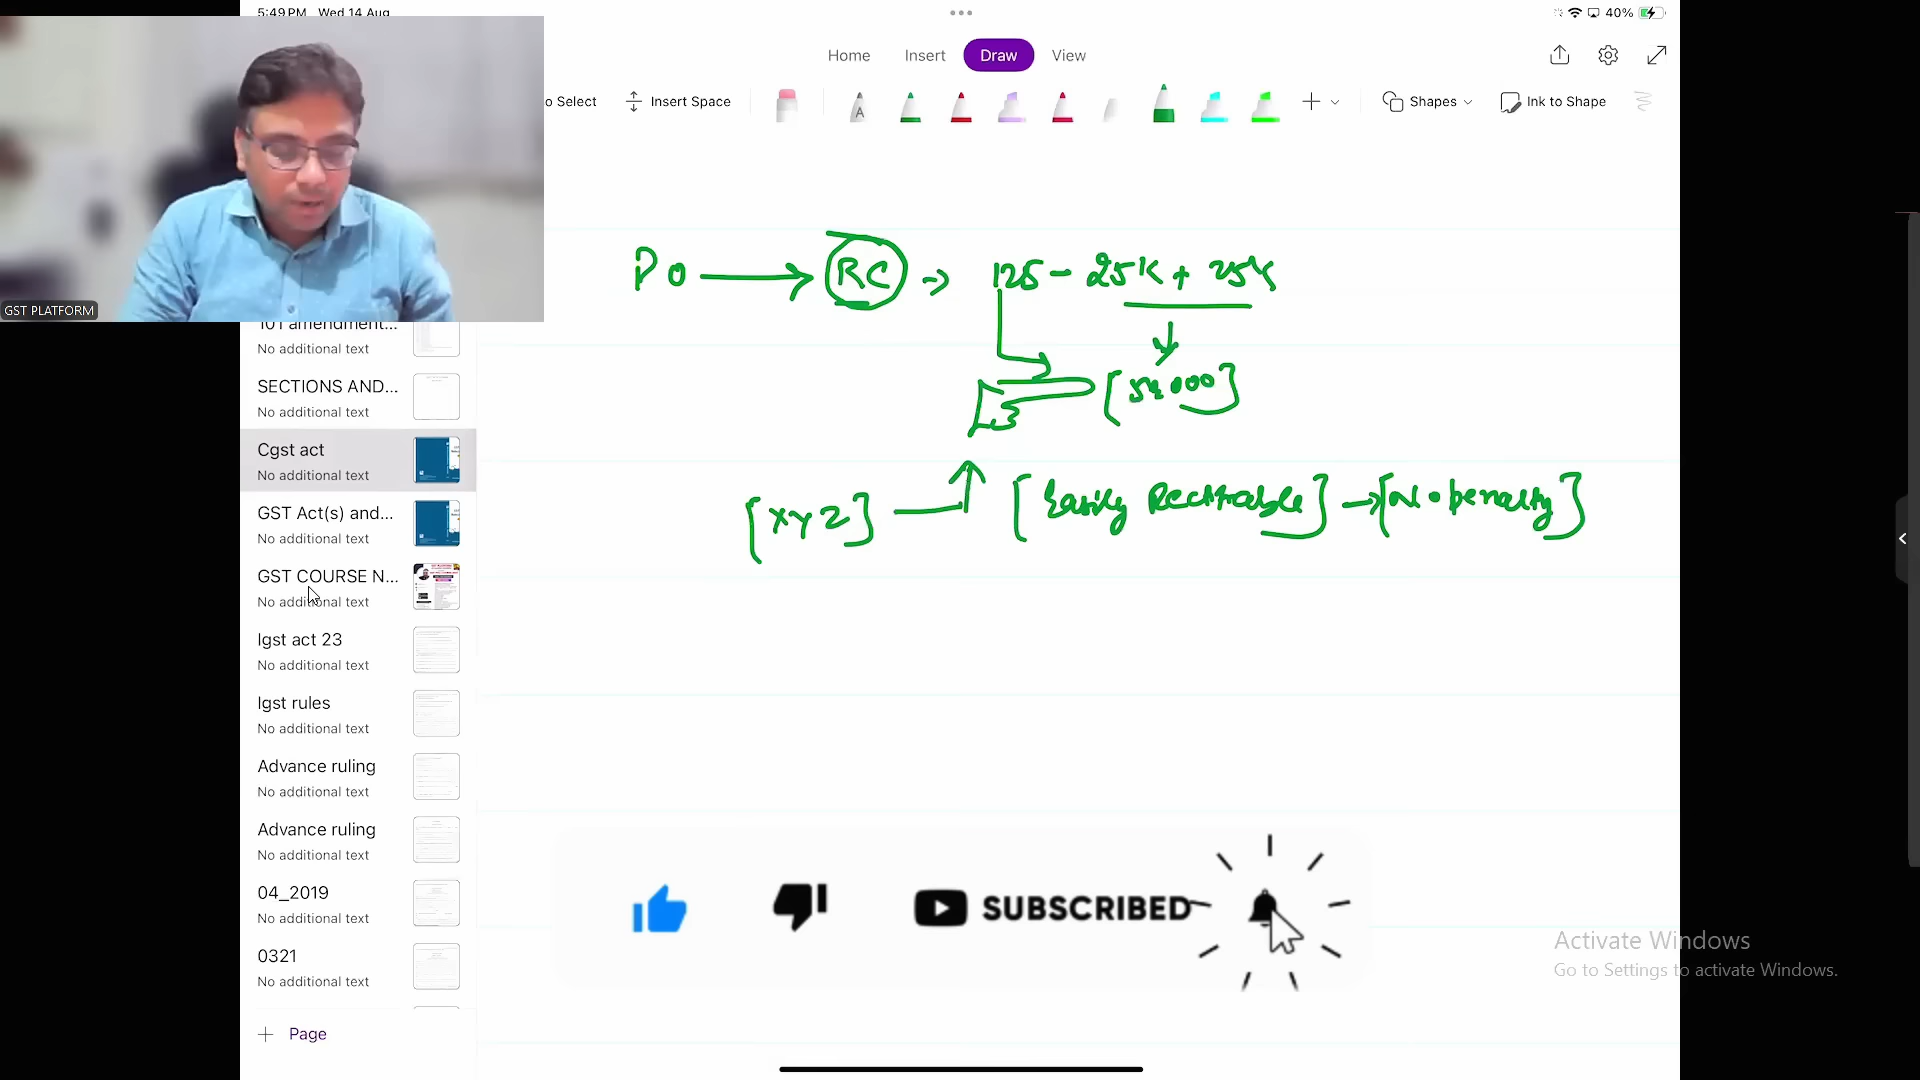 5:49 PM Wed 14 Aug
40%
Home Insert Draw View
o Select Insert Space Shapes Ink to Shape
GST PLATFORM
PO → RC → 125 - 25K + 25K
[XYZ] [Easily Rectifiable] → [No penalty]
101 amendment...
No additional text
SECTIONS AND...
No additional text
Cgst act
No additional text
GST Act(s) and...
No additional text
GST COURSE N...
No additional text
Igst act 23
No additional text
Igst rules
No additional text
Advance ruling
No additional text
Advance ruling
No additional text
04_2019
No additional text
0321
No additional text
Page
SUBSCRIBED
Activate Windows
Go to Settings to activate Windows.